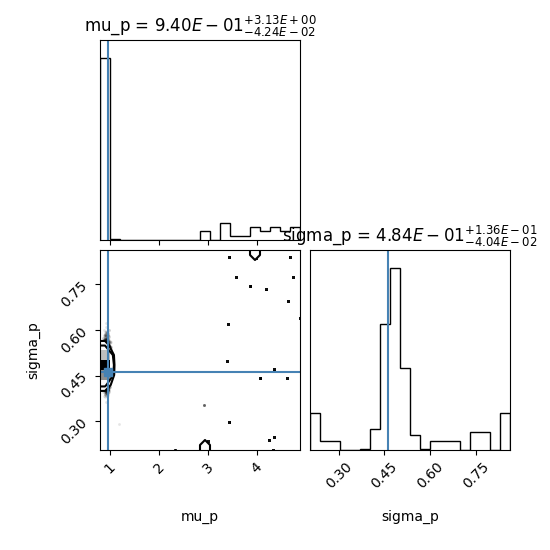 mu_p = 9.40E − 01+3.13E+00−4.24E−02
sigma_p = 4.84E − 01+1.36E−01−4.04E−02
0.75
0.60
0.45
0.30
sigma_p
1 2 3 4
0.30 0.45 0.60 0.75
mu_p
sigma_p